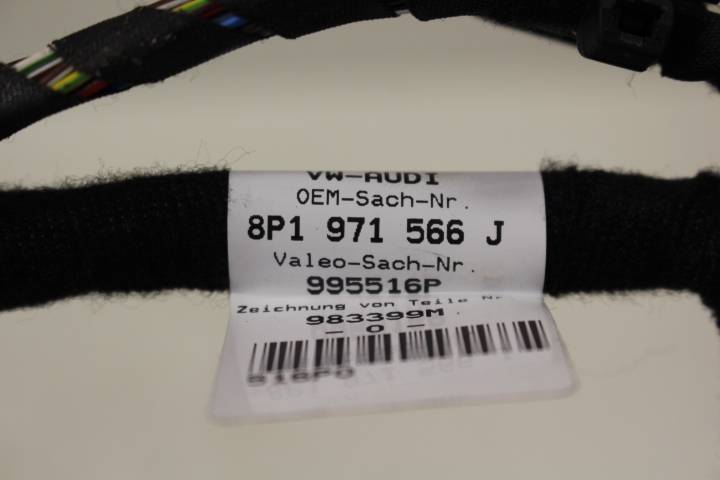 VW-AUDI
OEM-Sach-Nr.
8P1 971 566 J
Valeo-Sach-Nr.
995516P
Zeichnung von Teile Nr
983399M
- 0 -